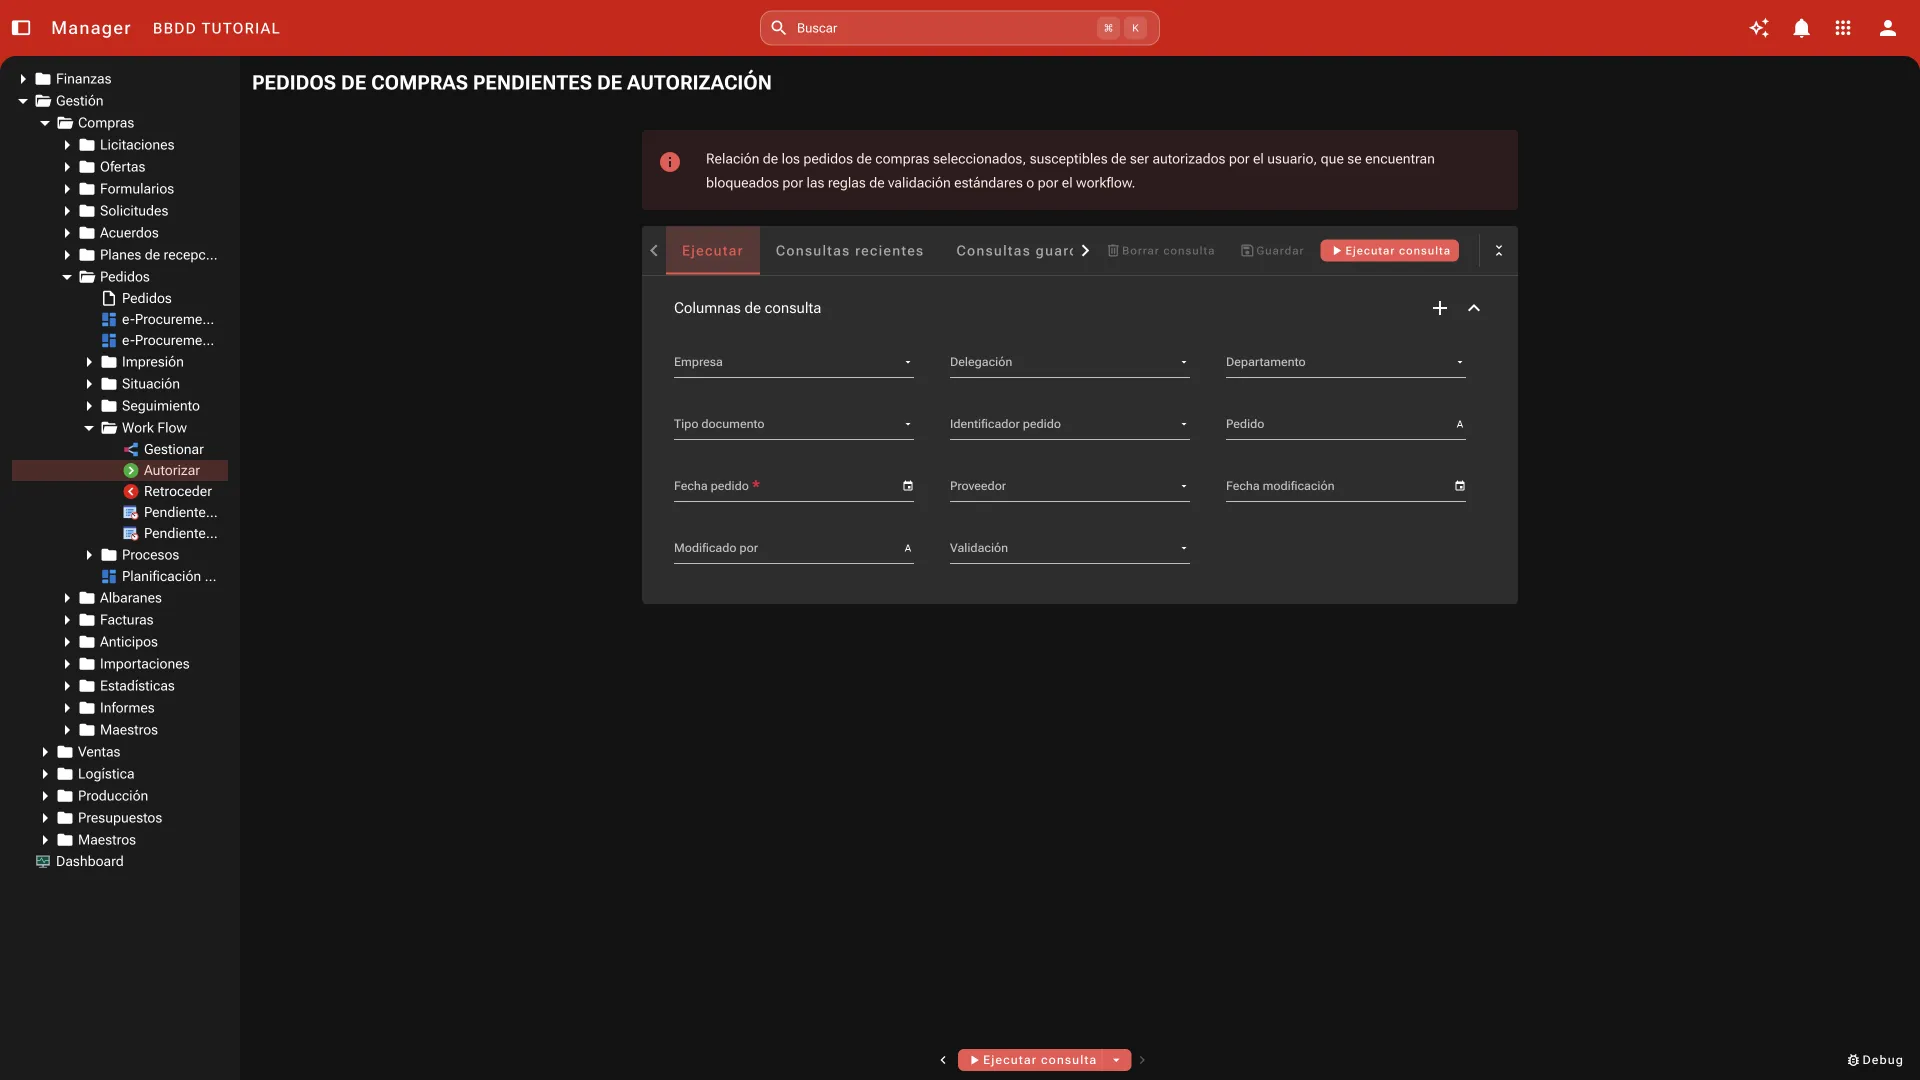 Manager
BBDD TUTORIAL
Buscar
⌘ K
Finanzas
Gestión
Compras
Licitaciones
Ofertas
Formularios
Solicitudes
Acuerdos
Planes de recepc...
Pedidos
Pedidos
e-Procureme...
e-Procureme...
Impresión
Situación
Seguimiento
Work Flow
Gestionar
Autorizar
Retroceder
Pendiente...
Pendiente...
Procesos
Planificación ...
Albaranes
Facturas
Anticipos
Importaciones
Estadísticas
Informes
Maestros
Ventas
Logística
Producción
Presupuestos
Maestros
Dashboard
PEDIDOS DE COMPRAS PENDIENTES DE AUTORIZACIÓN
Relación de los pedidos de compras seleccionados, susceptibles de ser autorizados por el usuario, que se encuentran
bloqueados por las reglas de validación estándares o por el workflow.
Ejecutar
Consultas recientes
Consultas guard
Borrar consulta
Guardar
Ejecutar consulta
Columnas de consulta
Empresa
Delegación
Departamento
Tipo documento
Identificador pedido
Pedido A
Fecha pedido *
Proveedor
Fecha modificación
Modificado por A
Validación
Ejecutar consulta
Debug